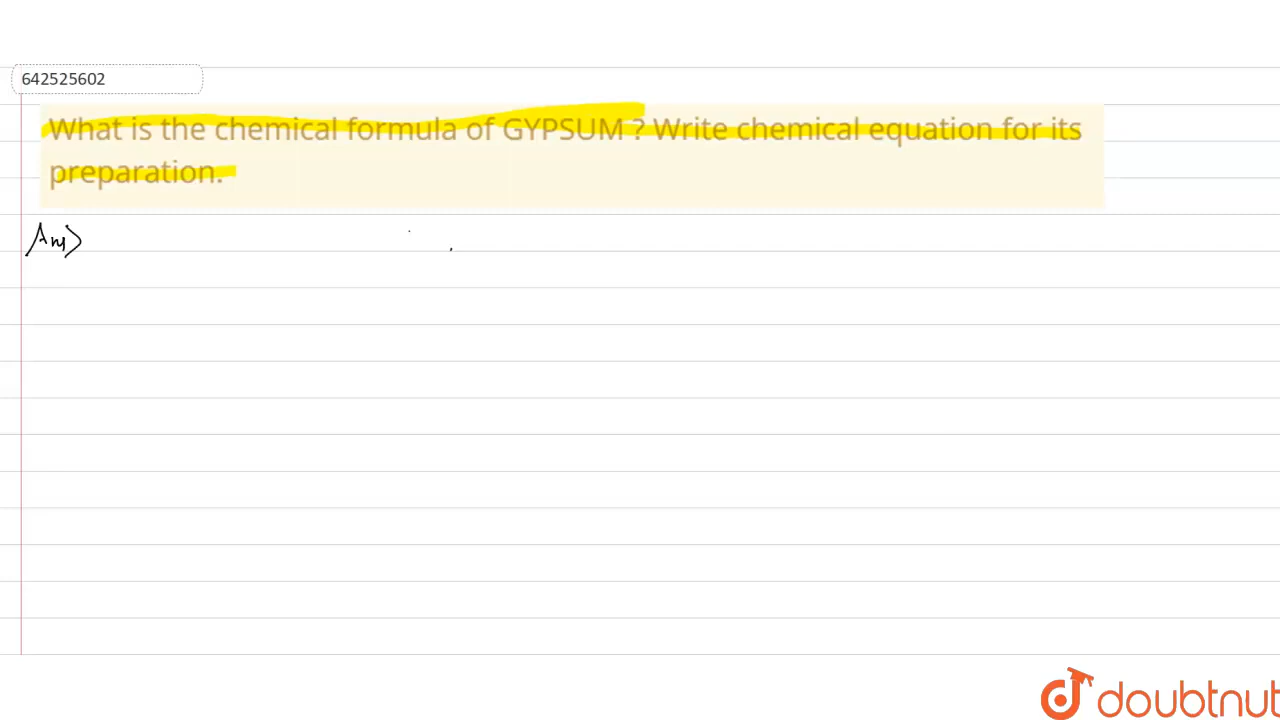 642525602
What is the chemical formula of GYPSUM ? Write chemical equation for its
preparation.
Ans>
doubtnut